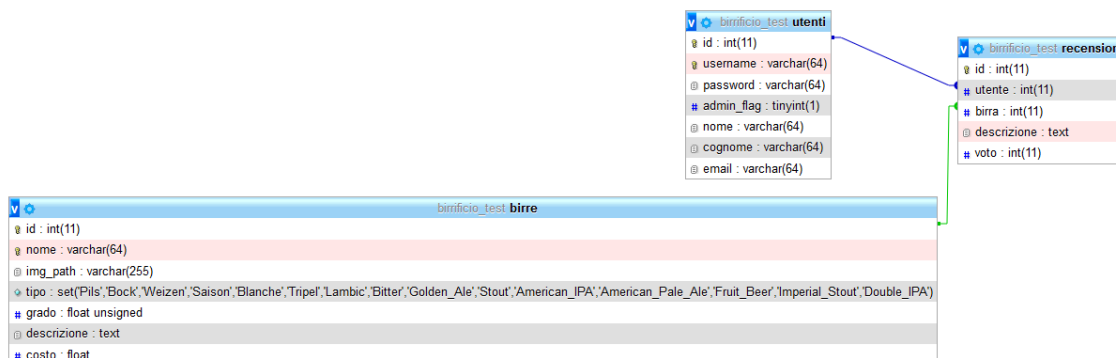 v birrificio_test utenti
id : int(11)
username : varchar(64)
password : varchar(64)
# admin_flag : tinyint(1)
nome : varchar(64)
cognome : varchar(64)
email : varchar(64)
v birrificio_test recension
id : int(11)
# utente : int(11)
# birra : int(11)
descrizione : text
# voto : int(11)
v birrificio_test birre
id : int(11)
nome : varchar(64)
img_path : varchar(255)
tipo : set('Pils','Bock','Weizen','Saison','Blanche','Tripel','Lambic','Bitter','Golden_Ale','Stout','American_IPA','American_Pale_Ale','Fruit_Beer','Imperial_Stout','Double_IPA')
# grado : float unsigned
descrizione : text
# costo : float